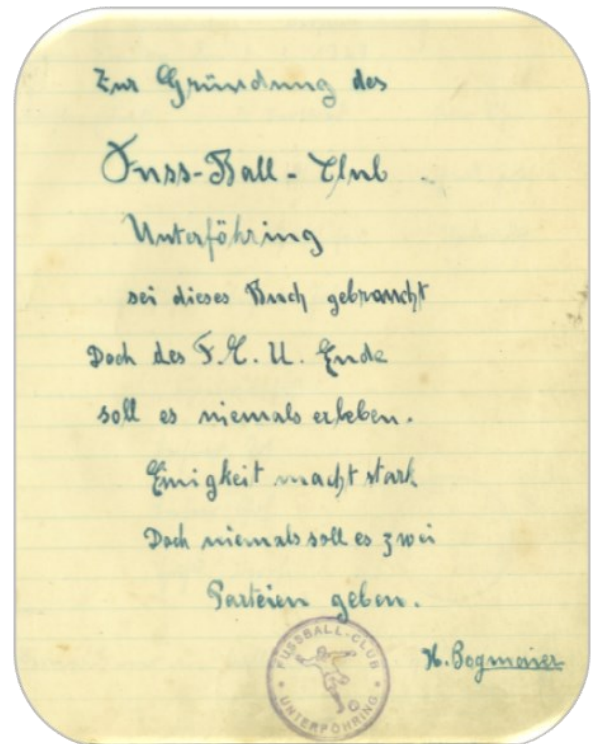 Zur Gründung des
Fuss-Ball-Club
Unterföhring
sei dieses Buch gebraucht
Doch des F.C.U. Ende
soll es niemals erleben.
Einigkeit macht stark
Doch niemals soll es zwei
Parteien geben.
H. Pogmeier
FUSSBALL-CLUB
UNTERFÖHRING